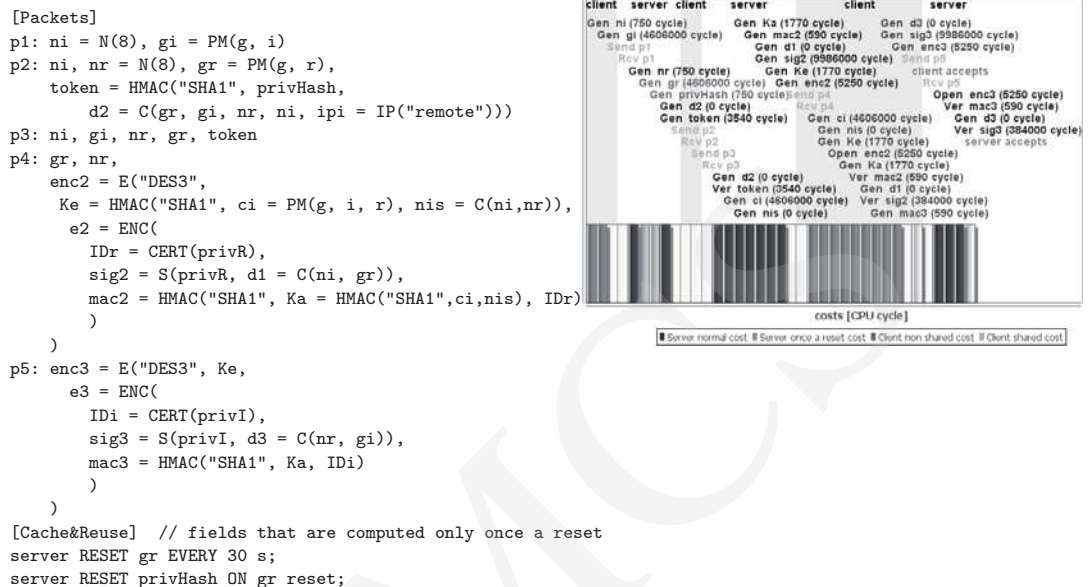 [Packets]
p1: ni = N(8), gi = PM(g, i)
p2: ni, nr = N(8), gr = PM(g, r),
token = HMAC("SHA1", privHash,
d2 = C(gr, gi, nr, ni, ipi = IP("remote")))
p3: ni, gi, nr, gr, token
p4: gr, nr,
enc2 = E("DES3",
Ke = HMAC("SHA1", ci = PM(g, i, r), nis = C(ni,nr)),
e2 = ENC(
IDr = CERT(privR),
sig2 = S(privR, d1 = C(ni, gr)),
mac2 = HMAC("SHA1", Ka = HMAC("SHA1",ci,nis), IDr)
)
)
p5: enc3 = E("DES3", Ke,
e3 = ENC(
IDi = CERT(privI),
sig3 = S(privI, d3 = C(nr, gi)),
mac3 = HMAC("SHA1", Ka, IDi)
)
)
[Cache&Reuse] // fields that are computed only once a reset
server RESET gr EVERY 30 s;
server RESET privHash ON gr reset;
client server client server client server
Gen ni (750 cycle)
Gen gi (4606000 cycle)
Send p1
Rcv p1
Gen nr (750 cycle)
Gen gr (4606000 cycle)
Gen privHash (750 cycle)
Gen d2 (0 cycle)
Gen token (3540 cycle)
Send p2
Rcv p2
Send p3
Rcv p3
Gen d2 (0 cycle)
Ver token (3540 cycle)
Gen ci (4606000 cycle)
Gen nis (0 cycle)
Gen Ka (1770 cycle)
Gen mac2 (590 cycle)
Gen d1 (0 cycle)
Gen sig2 (9986000 cycle)
Gen Ke (1770 cycle)
Gen enc2 (5250 cycle)
Send p4
Rcv p4
Gen ci (4606000 cycle)
Gen nis (0 cycle)
Gen Ke (1770 cycle)
Open enc2 (5250 cycle)
Gen Ka (1770 cycle)
Ver mac2 (590 cycle)
Gen d1 (0 cycle)
Ver sig2 (384000 cycle)
Gen mac3 (590 cycle)
Gen d3 (0 cycle)
Gen sig3 (9986000 cycle)
Gen enc3 (5250 cycle)
Send p5
client accepts
Rcv p5
Open enc3 (5250 cycle)
Ver mac3 (590 cycle)
Gen d3 (0 cycle)
Ver sig3 (384000 cycle)
server accepts
costs [CPU cycle]
Server normal cost Server once a reset cost Client non shared cost Client shared cost